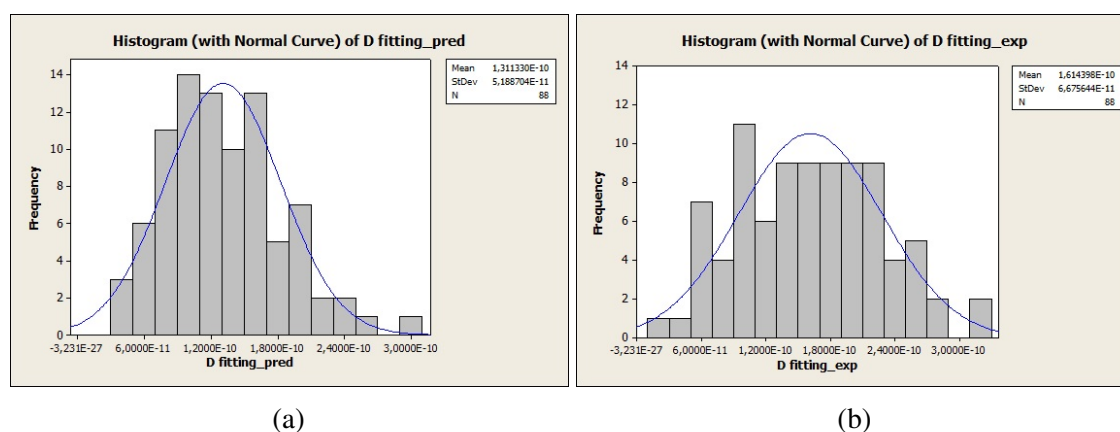 Histogram (with Normal Curve) of D fitting_pred
Mean 1,311330E-10
StDev 5,188704E-11
N 88
14
12
10
8
6
4
2
0
Frequency
-3,231E-27 6,0000E-11 1,2000E-10 1,8000E-10 2,4000E-10 3,0000E-10
D fitting_pred
(a)
Histogram (with Normal Curve) of D fitting_exp
Mean 1,614398E-10
StDev 6,675644E-11
N 88
14
12
10
8
6
4
2
0
Frequency
-3,231E-27 6,0000E-11 1,2000E-10 1,8000E-10 2,4000E-10 3,0000E-10
D fitting_exp
(b)